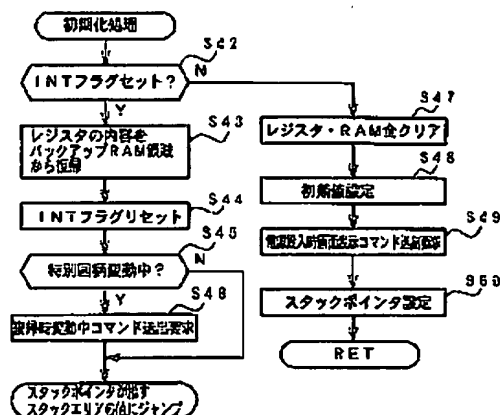 初期化処理
S42
INTフラグセット?
N
Y
S43
レジスタの内容を
バックアップRAM領域
から復帰
S44
INTフラグリセット
S45
特別図柄変動中?
N
Y
S46
復帰時変動中コマンド送出要求
スタックポインタが指す
スタックエリアの値にジャンプ
S47
レジスタ・RAM全クリア
S48
初期値設定
S49
電源投入時画面表示コマンド送出要求
S50
スタックポインタ設定
RET